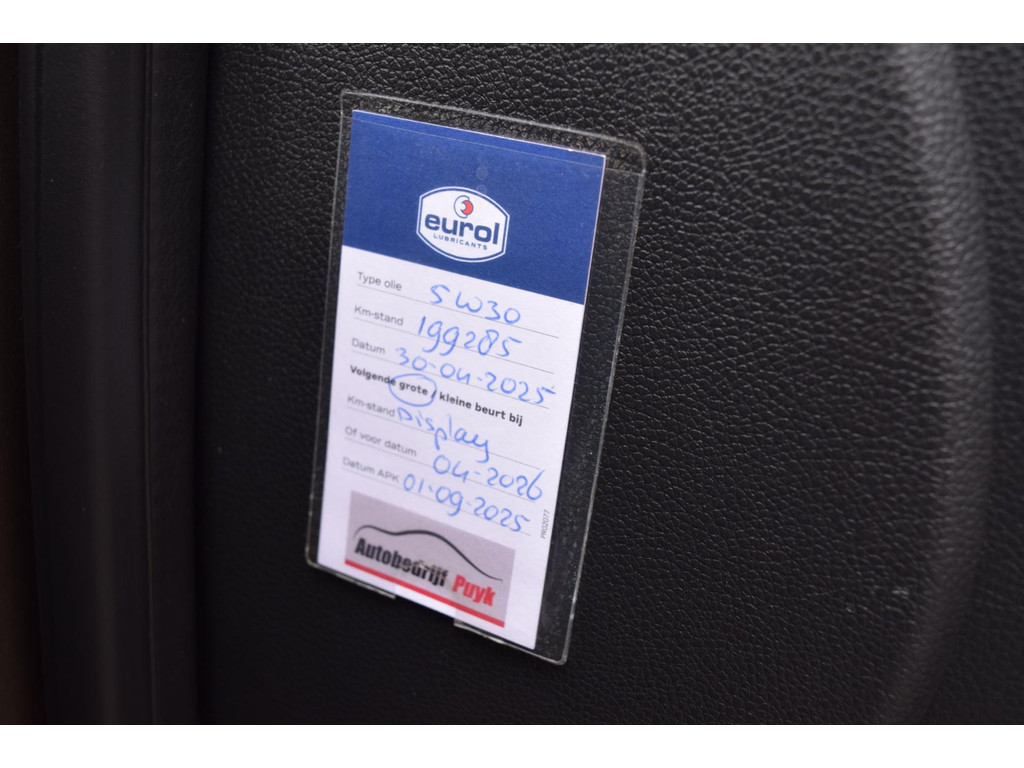 eurol
LUBRICANTS
Type olie 5W30
Km-stand 199285
Datum 30-04-2025
Volgende grote / kleine beurt bij
Km-stand Display
Of voor datum 04-2026
Datum APK 01-09-2025
PR02077
Autobedrijf Puyk